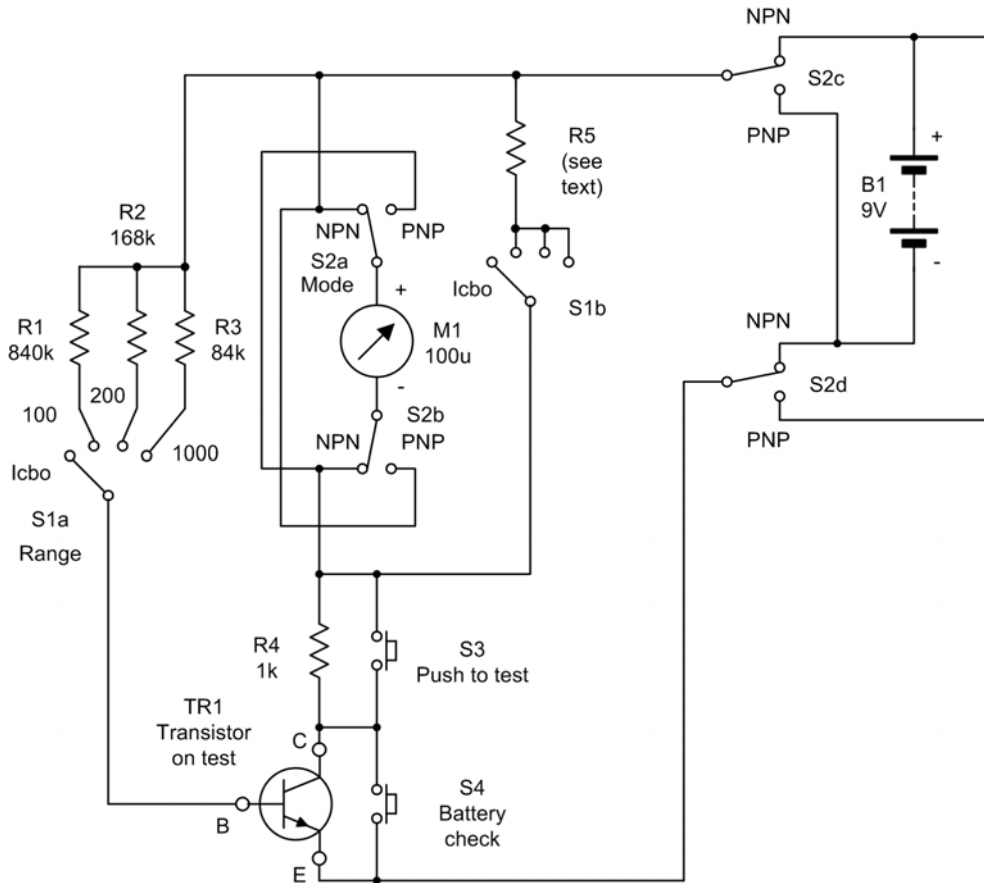 NPN
S2c
PNP
+
B1
9V
-
R5
(see
text)
R2
168k
NPN
PNP
S2a
Mode
+
Icbo
S1b
R1
840k
R3
84k
M1
100u
NPN
S2d
PNP
-
S2b
NPN
PNP
200
100
1000
Icbo
S1a
Range
R4
1k
S3
Push to test
TR1
Transistor
on test
C
S4
Battery
check
B
E